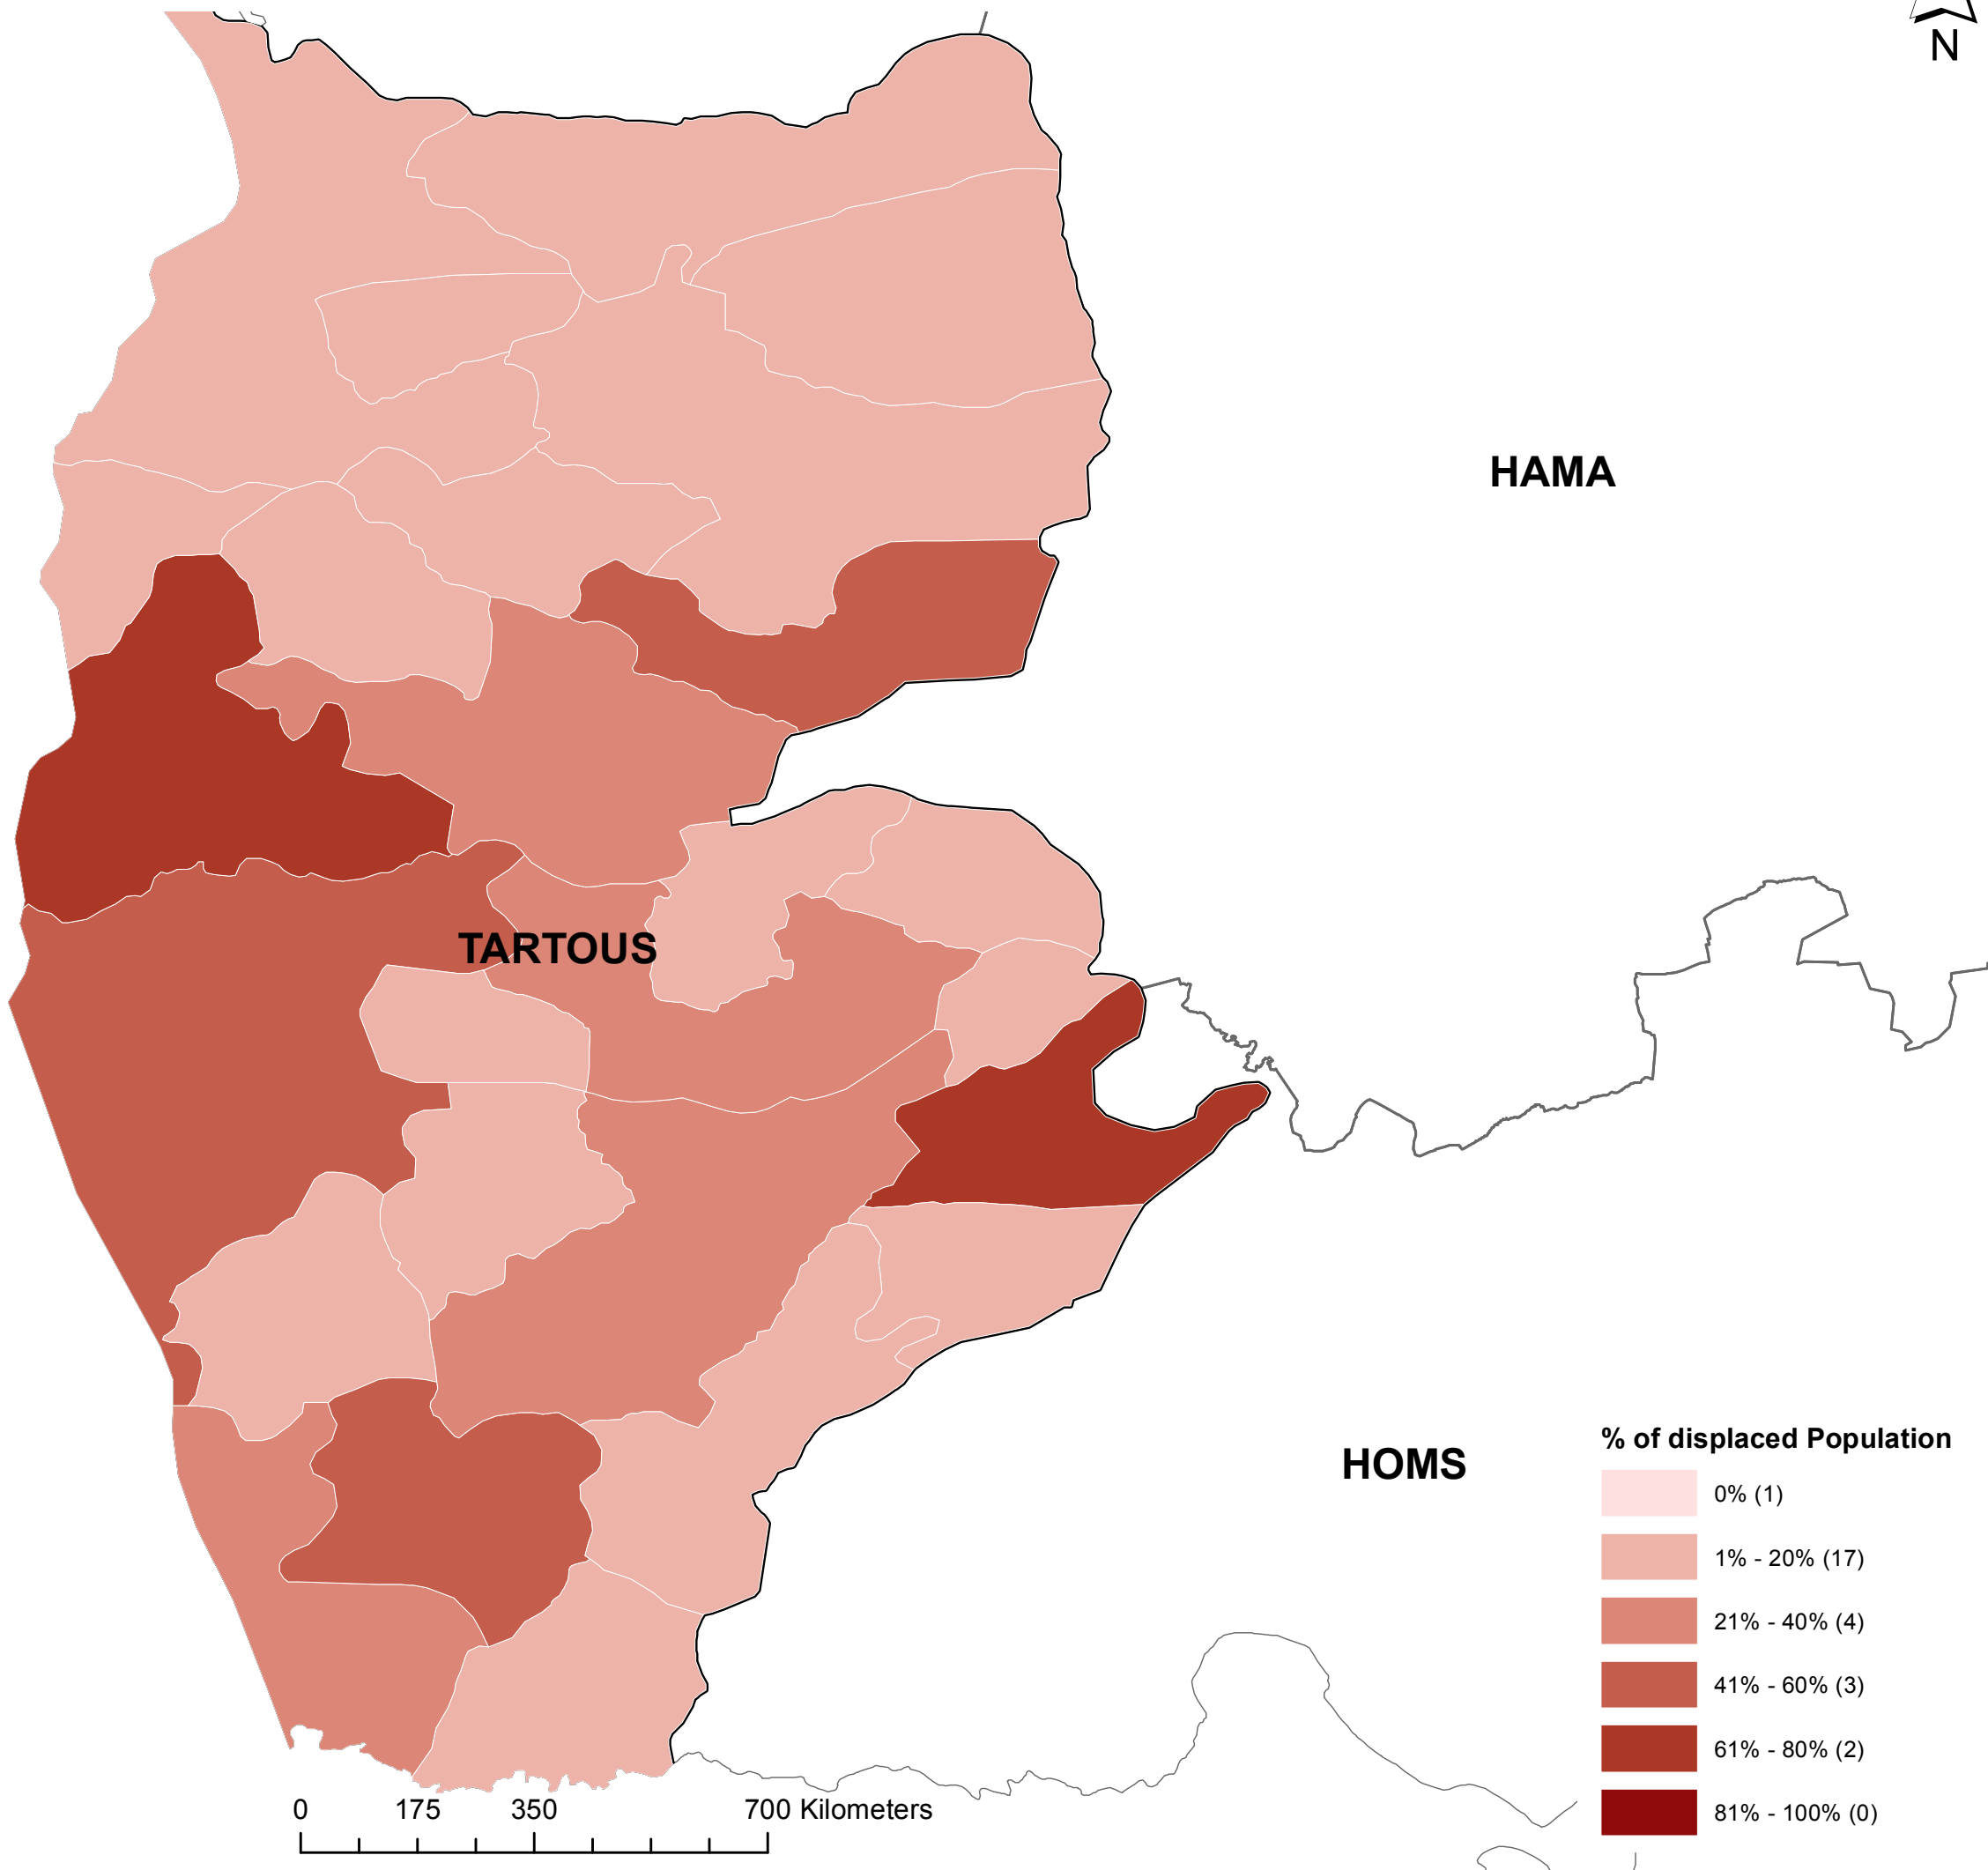 N
HAMA
TARTOUS
HOMS
% of displaced Population
0% (1)
1% - 20% (17)
21% - 40% (4)
41% - 60% (3)
61% - 80% (2)
81% - 100% (0)
0 175 350 700 Kilometers